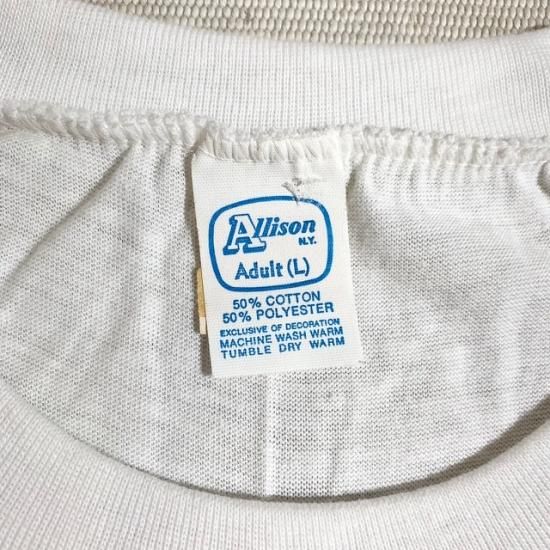 Allison
N.Y.
Adult (L)
50% COTTON
50% POLYESTER
EXCLUSIVE OF DECORATION
MACHINE WASH WARM
TUMBLE DRY WARM